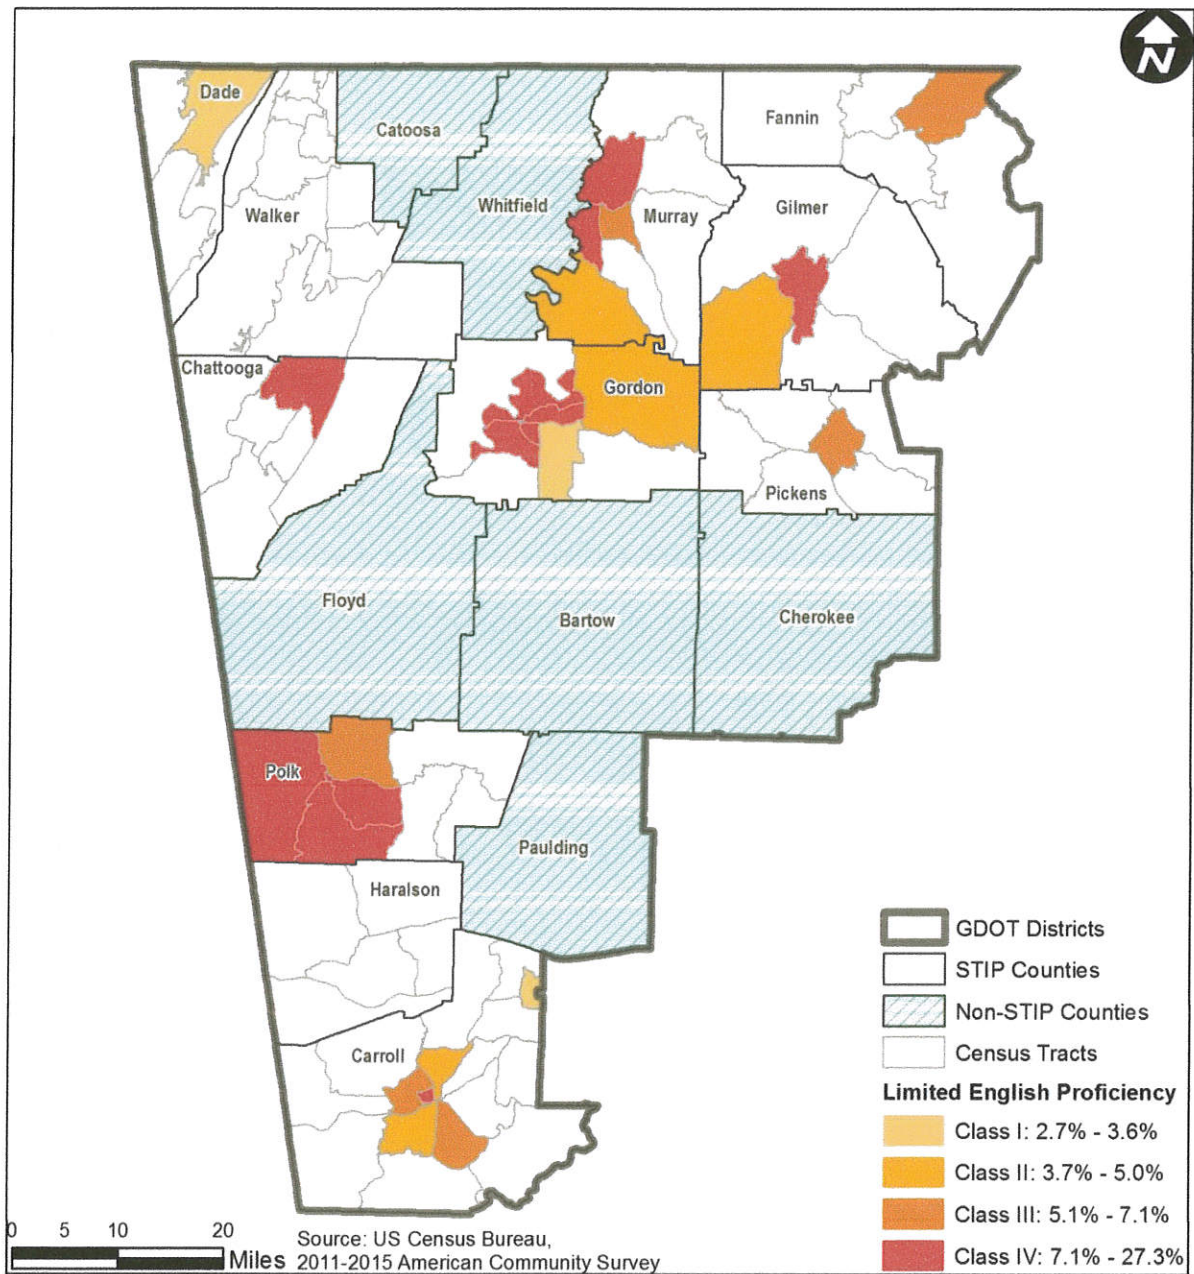 N
Dade
Catoosa
Fannin
Walker
Whitfield
Murray
Gilmer
Chattooga
Gordon
Pickens
Floyd
Bartow
Cherokee
Polk
Paulding
Haralson
Carroll
GDOT Districts
STIP Counties
Non-STIP Counties
Census Tracts
Limited English Proficiency
Class I: 2.7% - 3.6%
Class II: 3.7% - 5.0%
Class III: 5.1% - 7.1%
Class IV: 7.1% - 27.3%
0 5 10 20
Miles
Source: US Census Bureau,
2011-2015 American Community Survey